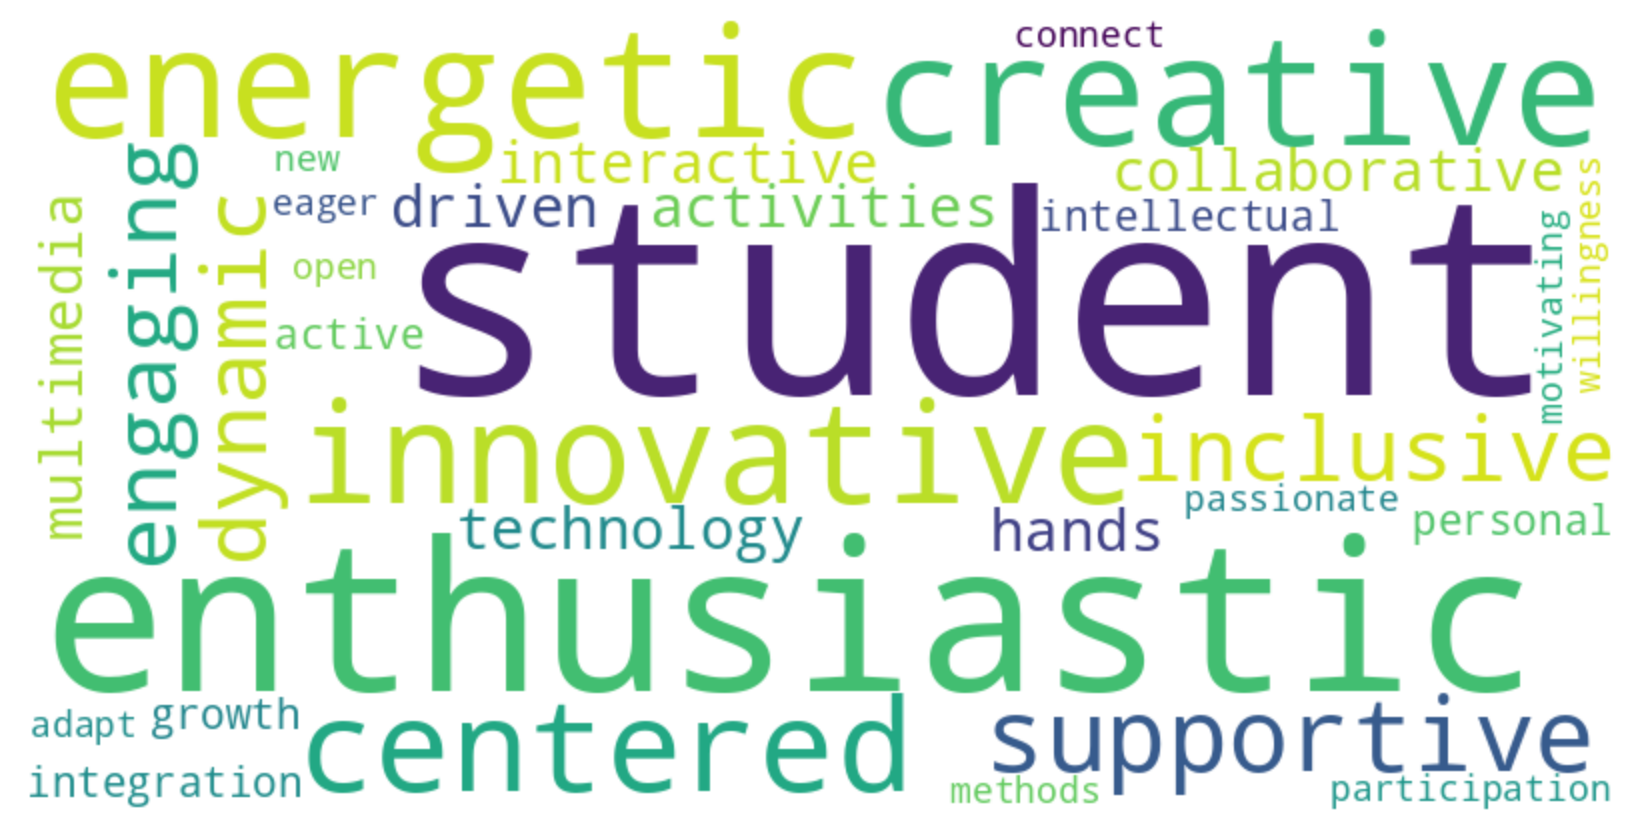 connect
energetic
creative
new
interactive
collaborative
engaging
multimedia
dynamic
eager
driven
activities
intellectual
student
motivating
willingness
open
active
innovative
inclusive
technology
hands
passionate
personal
enthusiastic
adapt
growth
centered
supportive
integration
methods
participation